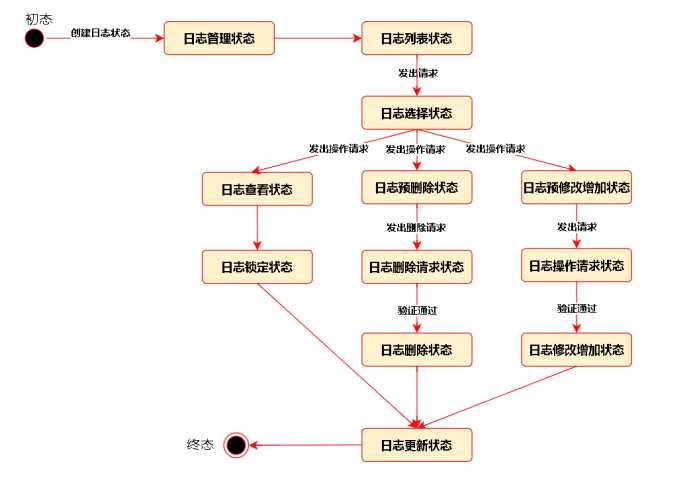 初态
创建日志状态
日志管理状态
日志列表状态
发出请求
日志选择状态
发出操作请求
发出操作请求
发出操作请求
日志查看状态
日志预删除状态
日志预修改增加状态
发出删除请求
发出请求
日志锁定状态
日志删除请求状态
日志操作请求状态
验证通过
验证通过
日志删除状态
日志修改增加状态
终态
日志更新状态